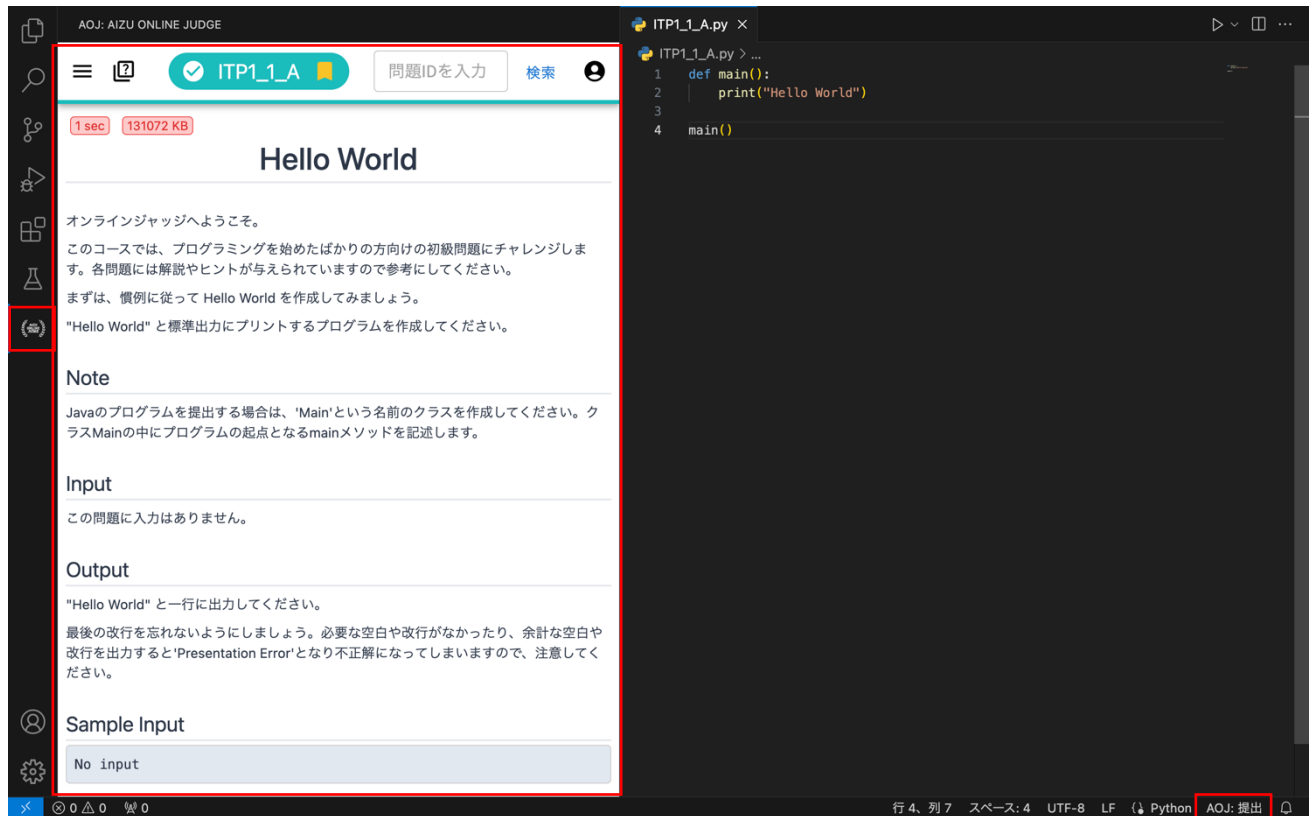 AOJ: AIZU ONLINE JUDGE
ITP1_1_A
問題IDを入力
検索
1 sec 131072 KB
Hello World
オンラインジャッジへようこそ。
このコースでは、プログラミングを始めたばかりの方向けの初級問題にチャレンジしま
す。各問題には解説やヒントが与えられていますので参考にしてください。
まずは、慣例に従って Hello World を作成してみましょう。
"Hello World" と標準出力にプリントするプログラムを作成してください。
Note
Javaのプログラムを提出する場合は、'Main'という名前のクラスを作成してください。ク
ラスMainの中にプログラムの起点となるmainメソッドを記述します。
Input
この問題に入力はありません。
Output
"Hello World" と一行に出力してください。
最後の改行を忘れないようにしましょう。必要な空白や改行がなかったり、余計な空白や
改行を出力すると'Presentation Error'となり不正解になってしまいますので、注意してく
ださい。
Sample Input
No input
ITP1_1_A.py
ITP1_1_A.py > ...
1 def main():
2     print("Hello World")
3
4 main()
0 0 0
行 4、列 7 スペース: 4 UTF-8 LF Python AOJ: 提出